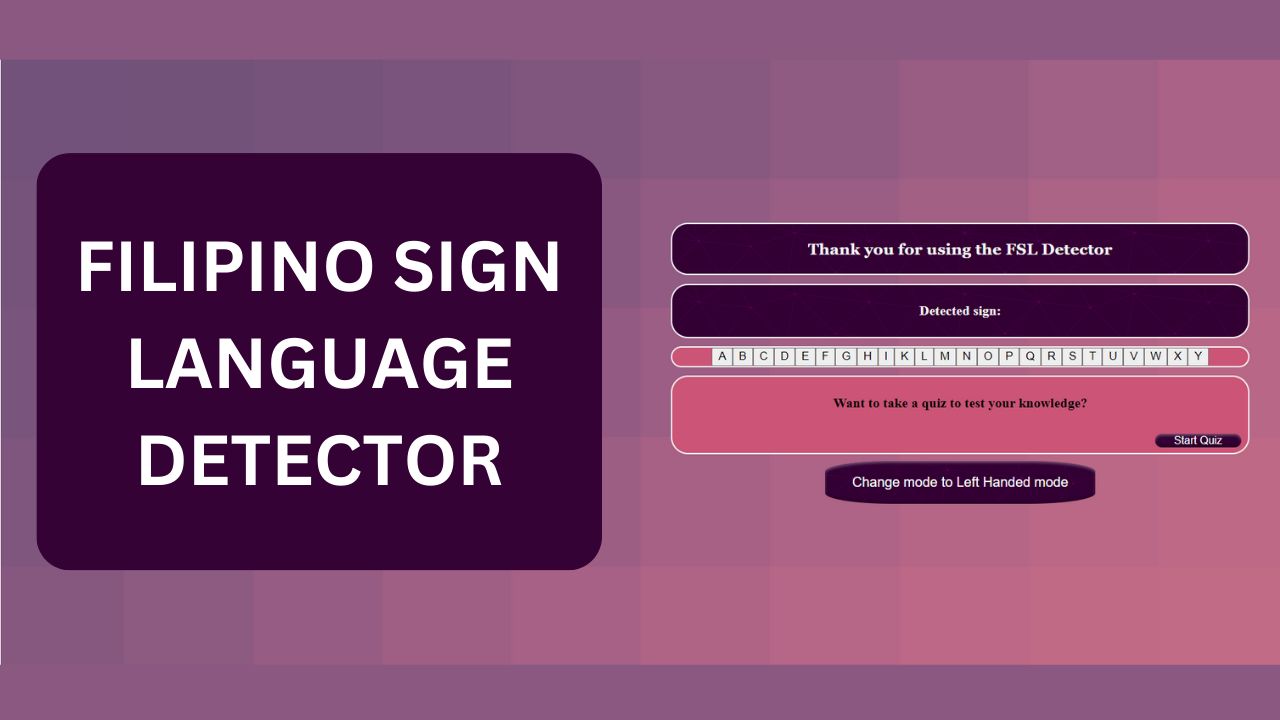 FILIPINO SIGN
LANGUAGE
DETECTOR
Thank you for using the FSL Detector
Detected sign:
A B C D E F G H I K L M N O P Q R S T U V W X Y
Want to take a quiz to test your knowledge?
Start Quiz
Change mode to Left Handed mode